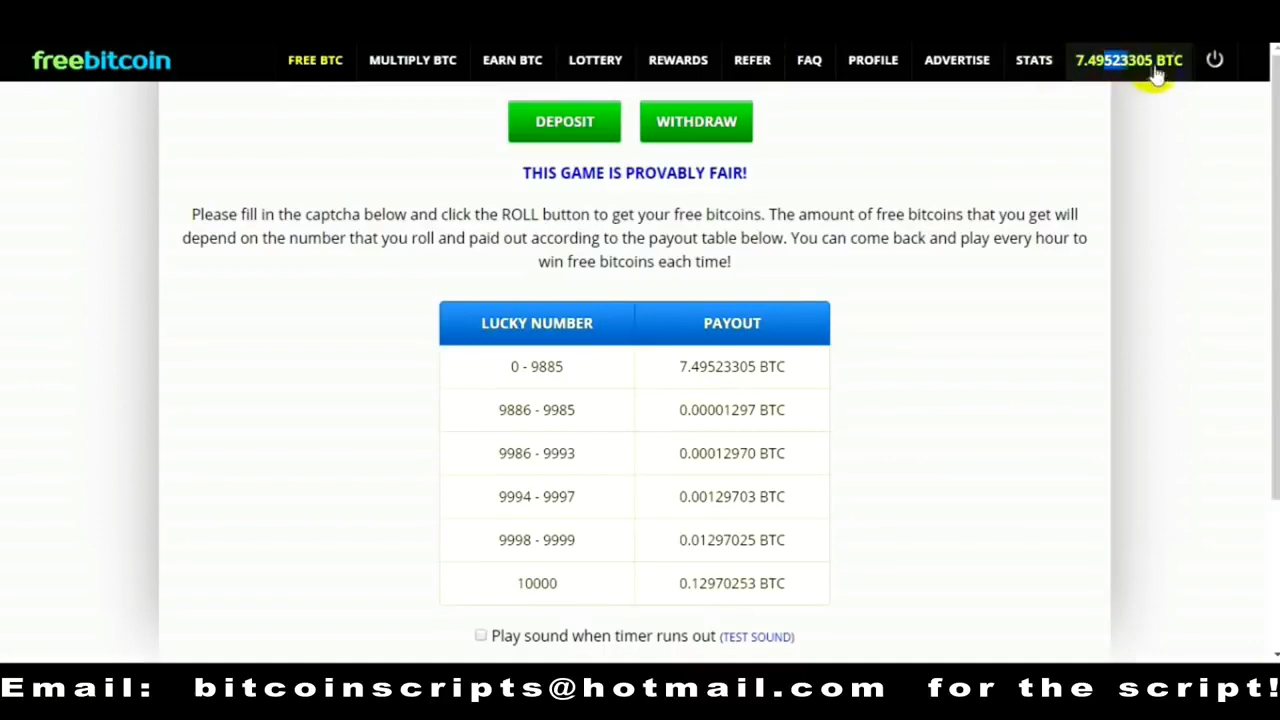 freebitcoin FREE BTC MULTIPLY BTC EARN BTC LOTTERY REWARDS REFER FAQ PROFILE ADVERTISE STATS 7.49523305 BTC
DEPOSIT WITHDRAW
THIS GAME IS PROVABLY FAIR!
Please fill in the captcha below and click the ROLL button to get your free bitcoins. The amount of free bitcoins that you get will
depend on the number that you roll and paid out according to the payout table below. You can come back and play every hour to
win free bitcoins each time!
LUCKY NUMBER PAYOUT
0 - 9885 7.49523305 BTC
9886 - 9985 0.00001297 BTC
9986 - 9993 0.00012970 BTC
9994 - 9997 0.00129703 BTC
9998 - 9999 0.01297025 BTC
10000 0.12970253 BTC
Play sound when timer runs out (TEST SOUND)
Email: bitcoinscripts@hotmail.com for the script!